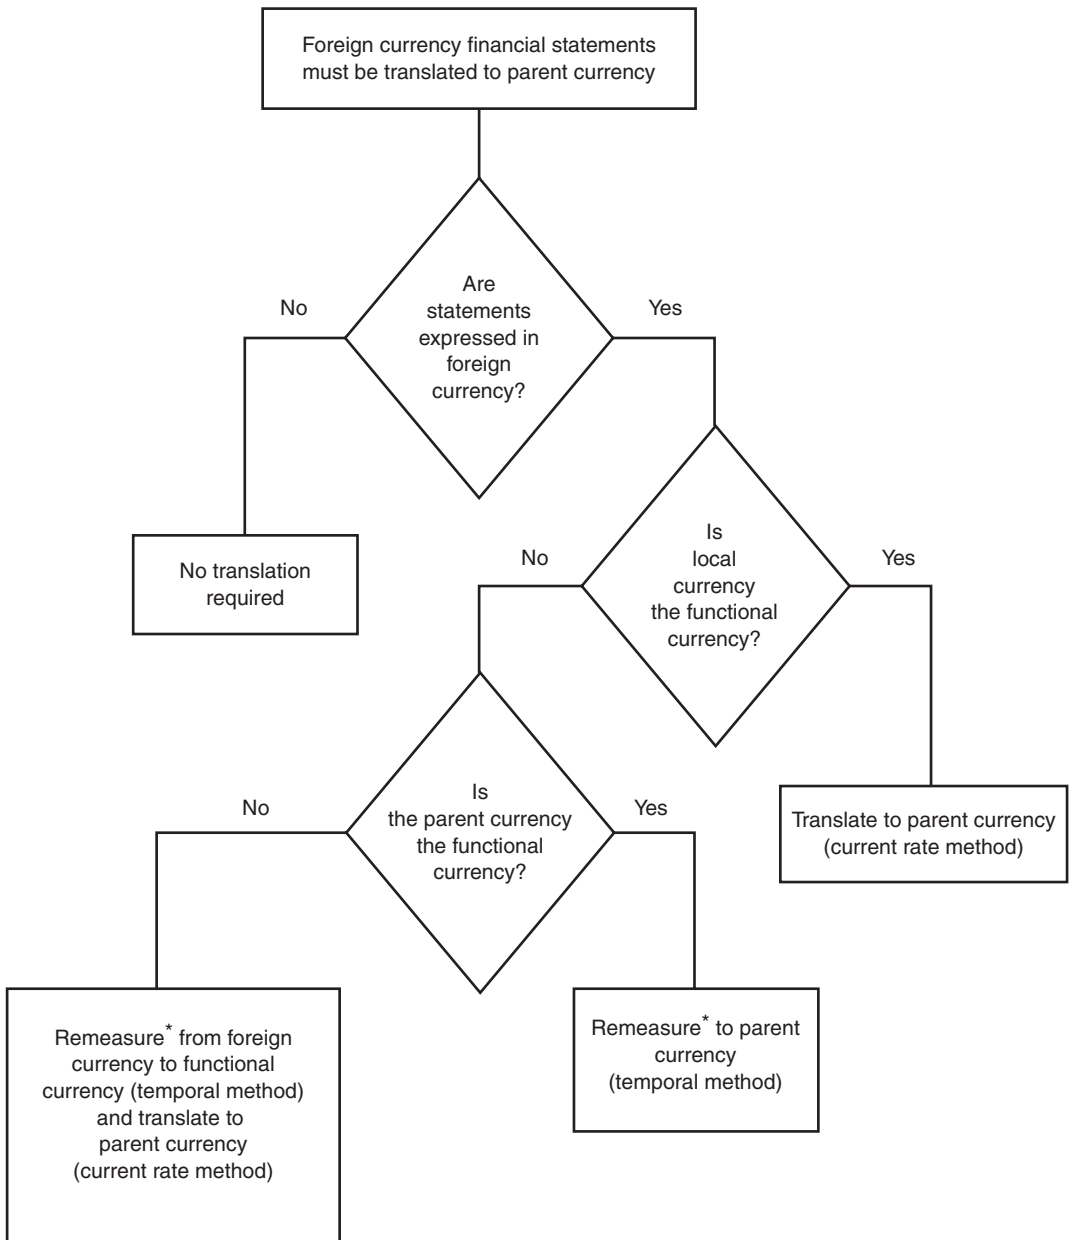 Foreign currency financial statements
must be translated to parent currency
Are
statements
expressed in
foreign
currency?
No
Yes
No translation
required
Is
local
currency
the functional
currency?
No
Yes
Translate to parent currency
(current rate method)
Is
the parent currency
the functional
currency?
No
Yes
Remeasure* from foreign
currency to functional
currency (temporal method)
and translate to
parent currency
(current rate method)
Remeasure* to parent
currency
(temporal method)